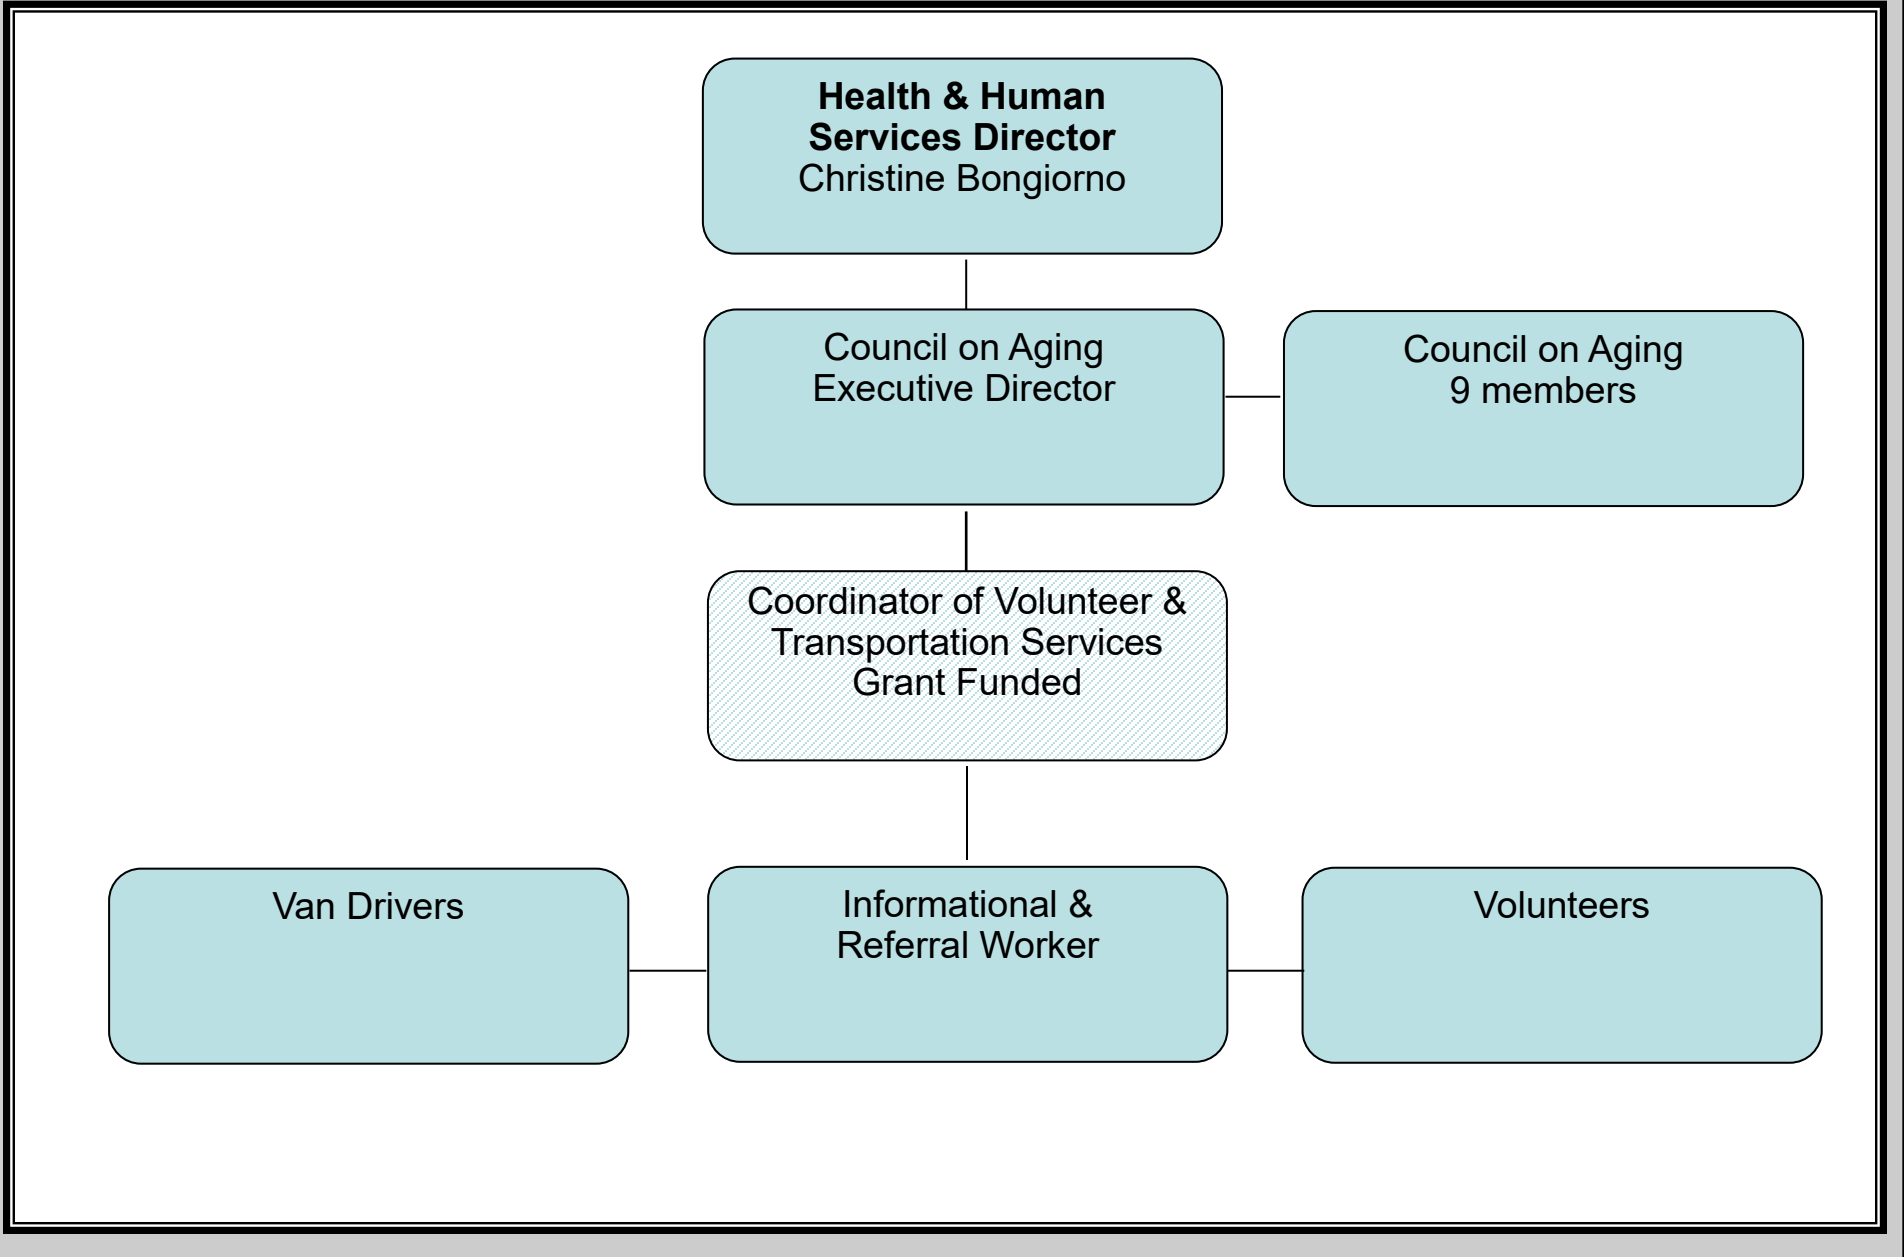 Health & Human
Services Director
Christine Bongiorno
Council on Aging
Executive Director
Council on Aging
9 members
Coordinator of Volunteer &
Transportation Services
Grant Funded
Van Drivers
Informational &
Referral Worker
Volunteers